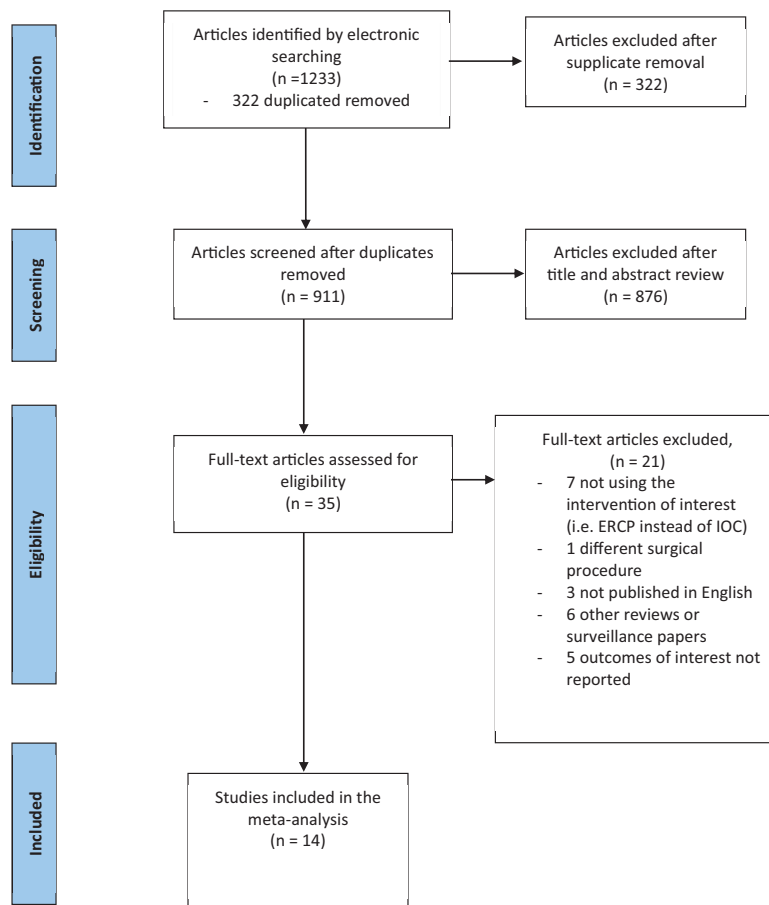 Identification
Articles identified by electronic
searching
(n =1233)
- 322 duplicated removed
Articles excluded after
supplicate removal
(n = 322)
Screening
Articles screened after duplicates
removed
(n = 911)
Articles excluded after
title and abstract review
(n = 876)
Eligibility
Full-text articles assessed for
eligibility
(n = 35)
Full-text articles excluded,
(n = 21)
- 7 not using the
intervention of interest
(i.e. ERCP instead of IOC)
- 1 different surgical
procedure
- 3 not published in English
- 6 other reviews or
surveillance papers
- 5 outcomes of interest not
reported
Included
Studies included in the
meta-analysis
(n = 14)